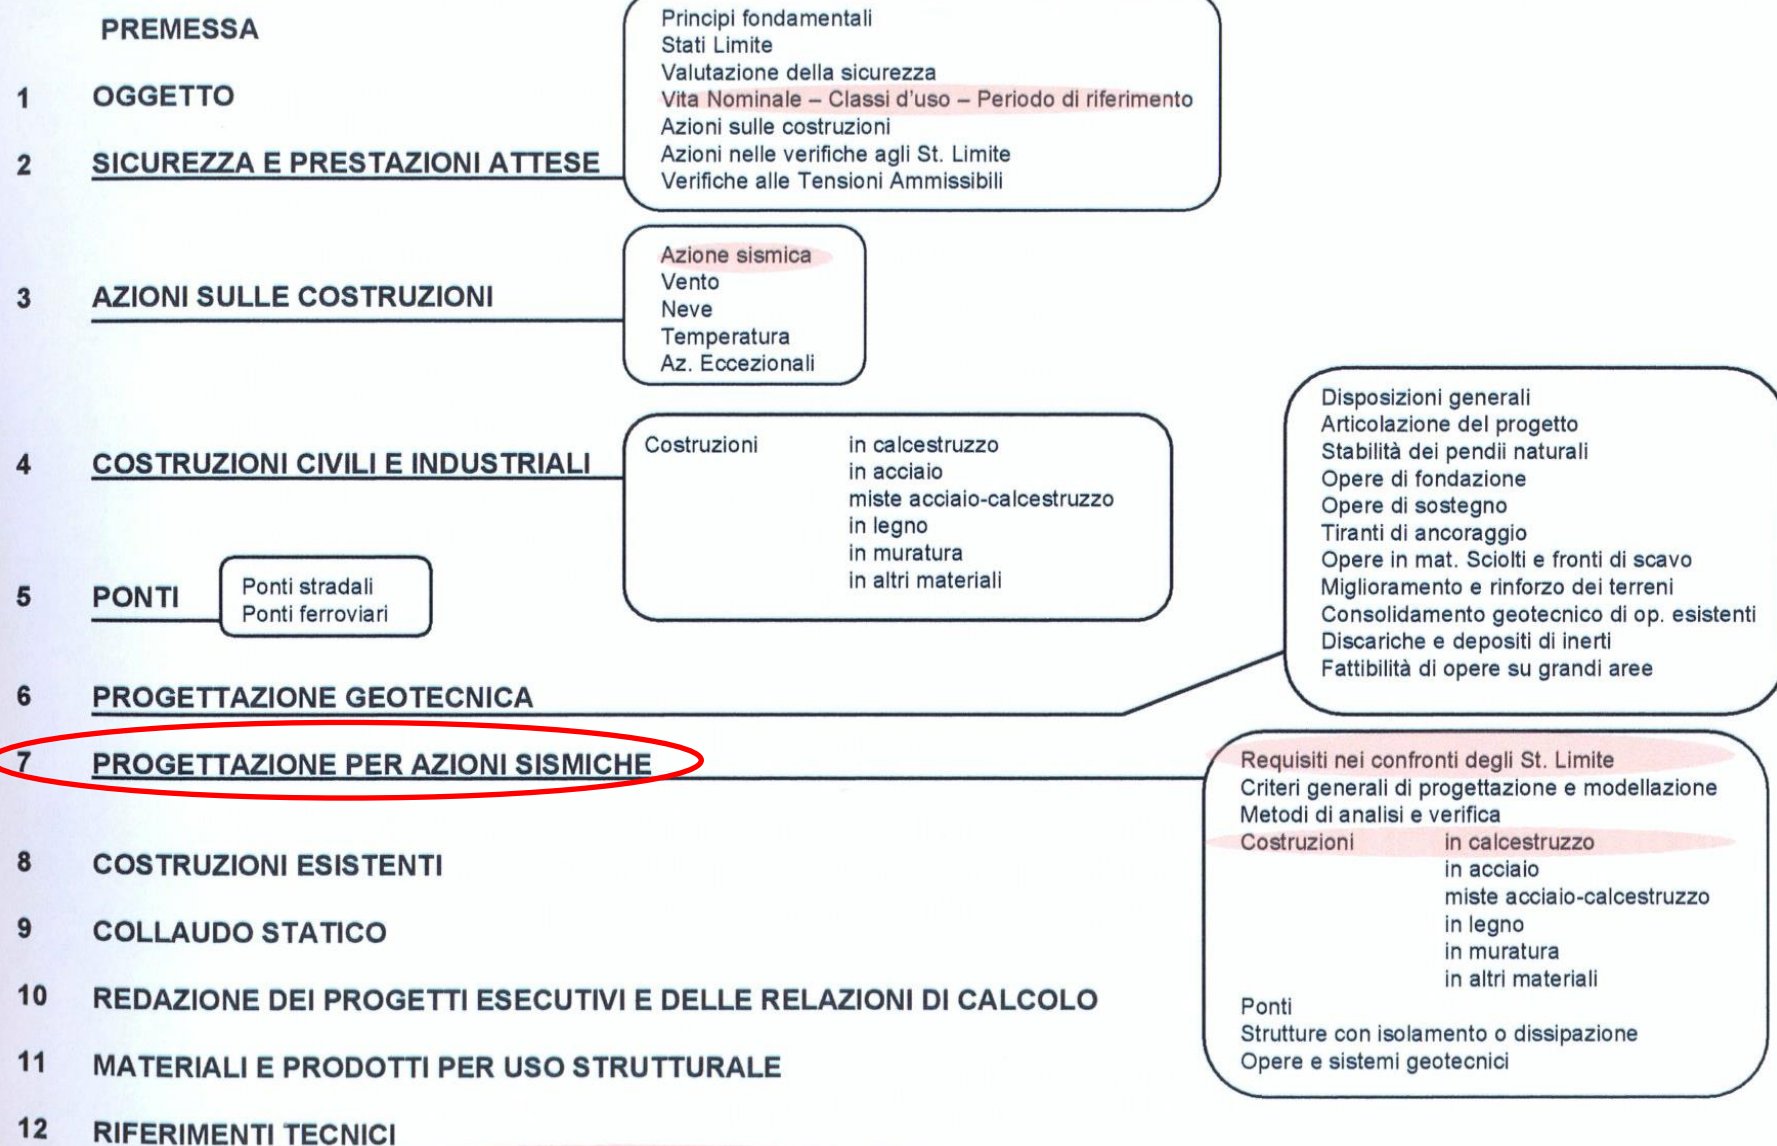 PREMESSA
1 OGGETTO
2 SICUREZZA E PRESTAZIONI ATTESE
Principi fondamentali
Stati Limite
Valutazione della sicurezza
Vita Nominale – Classi d'uso – Periodo di riferimento
Azioni sulle costruzioni
Azioni nelle verifiche agli St. Limite
Verifiche alle Tensioni Ammissibili
3 AZIONI SULLE COSTRUZIONI
Azione sismica
Vento
Neve
Temperatura
Az. Eccezionali
4 COSTRUZIONI CIVILI E INDUSTRIALI
Costruzioni in calcestruzzo
in acciaio
miste acciaio-calcestruzzo
in legno
in muratura
in altri materiali
5 PONTI
Ponti stradali
Ponti ferroviari
6 PROGETTAZIONE GEOTECNICA
Disposizioni generali
Articolazione del progetto
Stabilità dei pendii naturali
Opere di fondazione
Opere di sostegno
Tiranti di ancoraggio
Opere in mat. Sciolti e fronti di scavo
Miglioramento e rinforzo dei terreni
Consolidamento geotecnico di op. esistenti
Discariche e depositi di inerti
Fattibilità di opere su grandi aree
7 PROGETTAZIONE PER AZIONI SISMICHE
Requisiti nei confronti degli St. Limite
Criteri generali di progettazione e modellazione
Metodi di analisi e verifica
Costruzioni in calcestruzzo
in acciaio
miste acciaio-calcestruzzo
in legno
in muratura
in altri materiali
Ponti
Strutture con isolamento o dissipazione
Opere e sistemi geotecnici
8 COSTRUZIONI ESISTENTI
9 COLLAUDO STATICO
10 REDAZIONE DEI PROGETTI ESECUTIVI E DELLE RELAZIONI DI CALCOLO
11 MATERIALI E PRODOTTI PER USO STRUTTURALE
12 RIFERIMENTI TECNICI